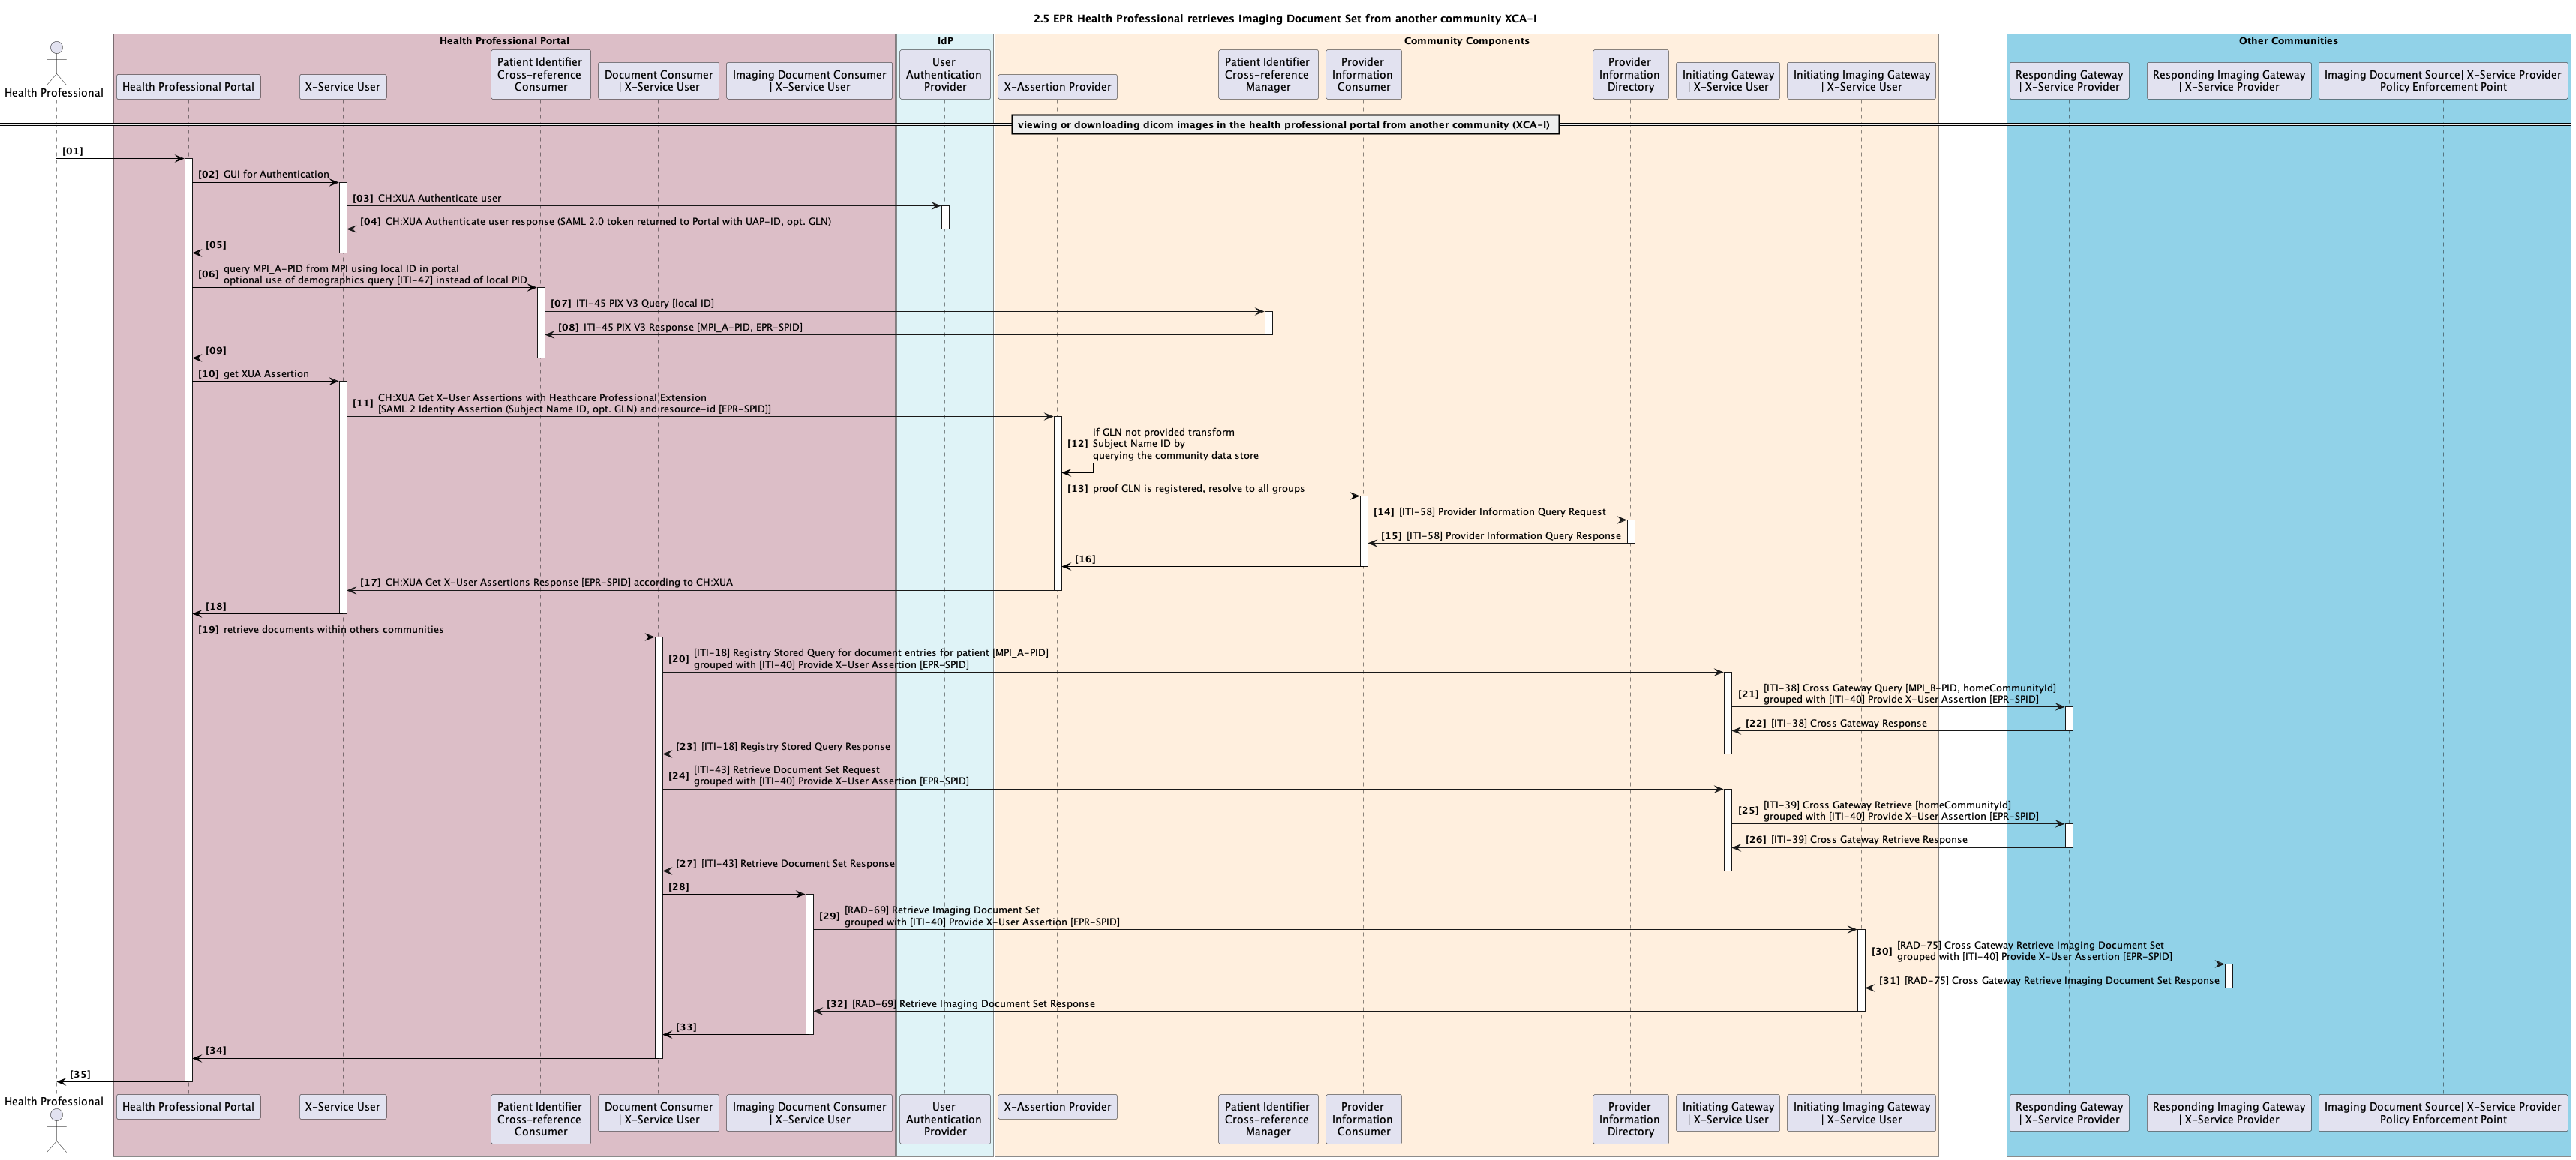 2.5 EPR Health Professional retrieves Imaging Document Set from another community XCA-I
Health Professional Portal
IdP
Community Components
Other Communities
Health Professional
Health Professional Portal
X-Service User
Patient Identifier
Cross-reference
Consumer
Document Consumer
| X-Service User
Imaging Document Consumer
| X-Service User
User
Authentication
Provider
X-Assertion Provider
Patient Identifier
Cross-reference
Manager
Provider
Information
Consumer
Provider
Information
Directory
Initiating Gateway
| X-Service User
Initiating Imaging Gateway
| X-Service User
Responding Gateway
| X-Service Provider
Responding Imaging Gateway
| X-Service Provider
Imaging Document Source| X-Service Provider
Policy Enforcement Point
viewing or downloading dicom images in the health professional portal from another community (XCA-I)
[01]
[02] GUI for Authentication
[03] CH:XUA Authenticate user
[04] CH:XUA Authenticate user response (SAML 2.0 token returned to Portal with UAP-ID, opt. GLN)
[05]
[06] query MPI_A-PID from MPI using local ID in portal
optional use of demographics query [ITI-47] instead of local PID
[07] ITI-45 PIX V3 Query [local ID]
[08] ITI-45 PIX V3 Response [MPI_A-PID, EPR-SPID]
[09]
[10] get XUA Assertion
[11] CH:XUA Get X-User Assertions with Heathcare Professional Extension
[SAML 2 Identity Assertion (Subject Name ID, opt. GLN) and resource-id [EPR-SPID]]
if GLN not provided transform
[12] Subject Name ID by
querying the community data store
[13] proof GLN is registered, resolve to all groups
[14] [ITI-58] Provider Information Query Request
[15] [ITI-58] Provider Information Query Response
[16]
[17] CH:XUA Get X-User Assertions Response [EPR-SPID] according to CH:XUA
[18]
[19] retrieve documents within others communities
[20] [ITI-18] Registry Stored Query for document entries for patient [MPI_A-PID]
grouped with [ITI-40] Provide X-User Assertion [EPR-SPID]
[21] [ITI-38] Cross Gateway Query [MPI_B-PID, homeCommunityId]
grouped with [ITI-40] Provide X-User Assertion [EPR-SPID]
[22] [ITI-38] Cross Gateway Response
[23] [ITI-18] Registry Stored Query Response
[24] [ITI-43] Retrieve Document Set Request
grouped with [ITI-40] Provide X-User Assertion [EPR-SPID]
[25] [ITI-39] Cross Gateway Retrieve [homeCommunityId]
grouped with [ITI-40] Provide X-User Assertion [EPR-SPID]
[26] [ITI-39] Cross Gateway Retrieve Response
[27] [ITI-43] Retrieve Document Set Response
[28]
[29] [RAD-69] Retrieve Imaging Document Set
grouped with [ITI-40] Provide X-User Assertion [EPR-SPID]
[30] [RAD-75] Cross Gateway Retrieve Imaging Document Set
grouped with [ITI-40] Provide X-User Assertion [EPR-SPID]
[31] [RAD-75] Cross Gateway Retrieve Imaging Document Set Response
[32] [RAD-69] Retrieve Imaging Document Set Response
[33]
[34]
[35]
Health Professional
Health Professional Portal
X-Service User
Patient Identifier
Cross-reference
Consumer
Document Consumer
| X-Service User
Imaging Document Consumer
| X-Service User
User
Authentication
Provider
X-Assertion Provider
Patient Identifier
Cross-reference
Manager
Provider
Information
Consumer
Provider
Information
Directory
Initiating Gateway
| X-Service User
Initiating Imaging Gateway
| X-Service User
Responding Gateway
| X-Service Provider
Responding Imaging Gateway
| X-Service Provider
Imaging Document Source| X-Service Provider
Policy Enforcement Point